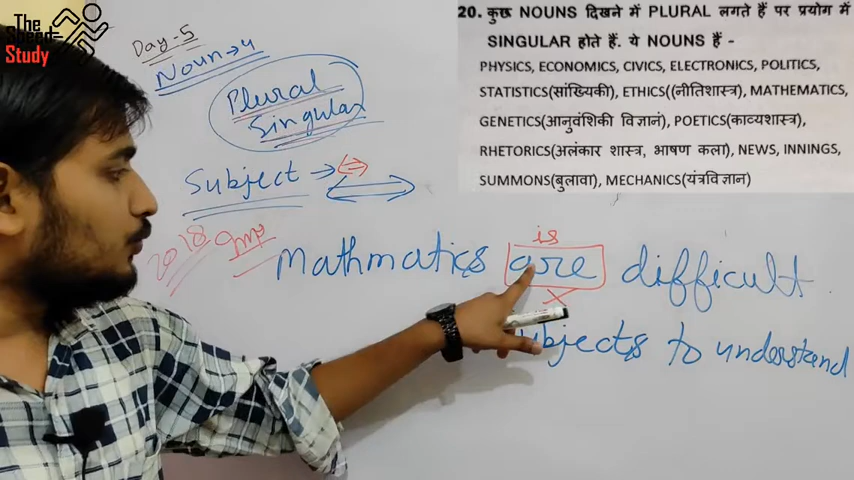 The
Speed
Study
Day-5
Noun→4
Plural
Singular
Subject →
2018 Imp
is
Mathmatics are difficult
subjects to understand
20. कुछ NOUNS दिखने में PLURAL लगते हैं पर प्रयोग में
SINGULAR होते हैं. ये NOUNS हैं -
PHYSICS, ECONOMICS, CIVICS, ELECTRONICS, POLITICS,
STATISTICS(सांख्यिकी), ETHICS((नीतिशास्त्र), MATHEMATICS,
GENETICS(आनुवंशिकी विज्ञानं), POETICS(काव्यशास्त्र),
RHETORICS(अलंकार शास्त्र, भाषण कला), NEWS, INNINGS,
SUMMONS(बुलावा), MECHANICS(यंत्रविज्ञान)